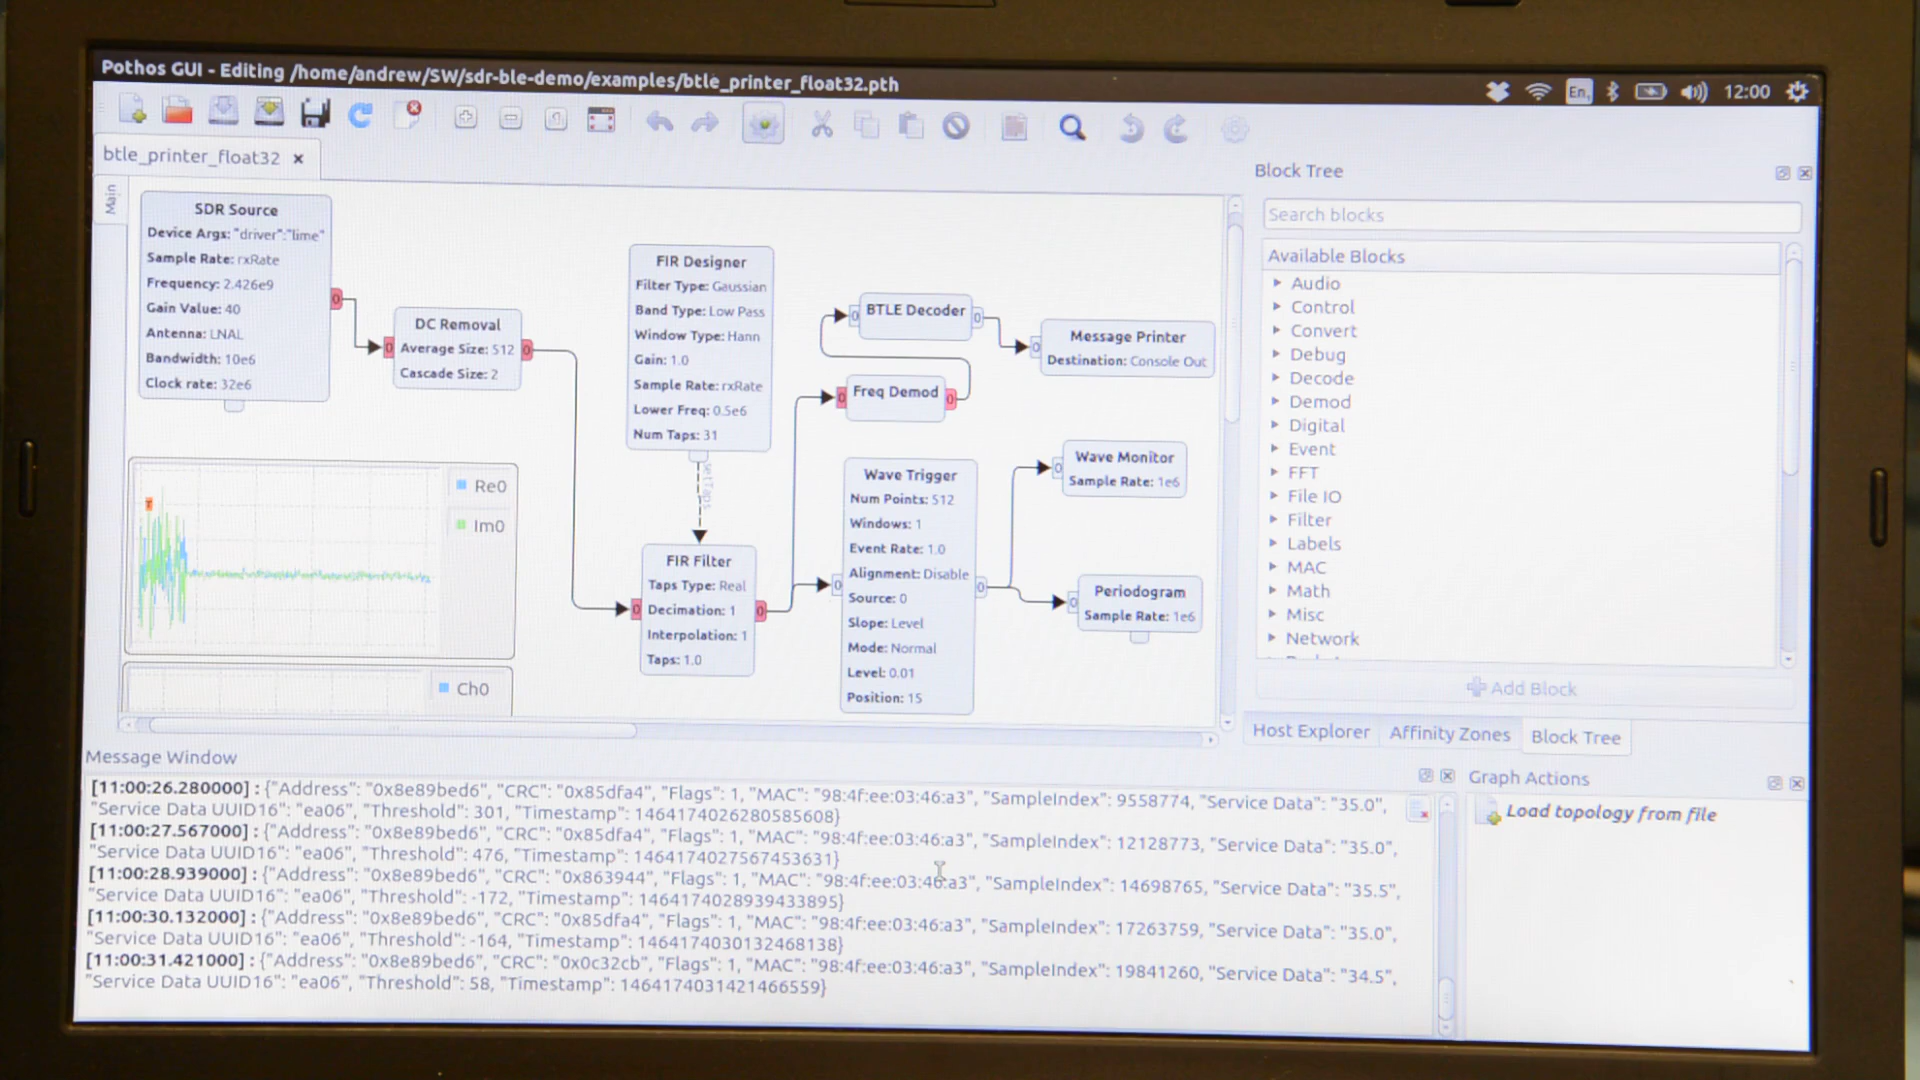 Pothos GUI - Editing /home/andrew/SW/sdr-ble-demo/examples/btle_printer_float32.pth
En
12:00
btle_printer_float32
Main
SDR Source
Device Args: "driver":"lime"
Sample Rate: rxRate
Frequency: 2.426e9
Gain Value: 40
Antenna: LNAL
Bandwidth: 10e6
Clock rate: 32e6
0
0
DC Removal
Average Size: 512
Cascade Size: 2
0
FIR Designer
Filter Type: Gaussian
Band Type: Low Pass
Window Type: Hann
Gain: 1.0
Sample Rate: rxRate
Lower Freq: 0.5e6
Num Taps: 31
setTaps
0
FIR Filter
Taps Type: Real
Decimation: 1
Interpolation: 1
Taps: 1.0
0
0
BTLE Decoder
0
0
Message Printer
Destination: Console Out
0
Freq Demod
0
0
Wave Trigger
Num Points: 512
Windows: 1
Event Rate: 1.0
Alignment: Disable
Source: 0
Slope: Level
Mode: Normal
Level: 0.01
Position: 15
0
0
Wave Monitor
Sample Rate: 1e6
0
Periodogram
Sample Rate: 1e6
T
Re0
Im0
Ch0
Block Tree
Search blocks
Available Blocks
Audio
Control
Convert
Debug
Decode
Demod
Digital
Event
FFT
File IO
Filter
Labels
MAC
Math
Misc
Network
Add Block
Host Explorer
Affinity Zones
Block Tree
Message Window
[11:00:26.280000] : {"Address": "0x8e89bed6", "CRC": "0x85dfa4", "Flags": 1, "MAC": "98:4f:ee:03:46:a3", "SampleIndex": 9558774, "Service Data": "35.0",
"Service Data UUID16": "ea06", "Threshold": 301, "Timestamp": 1464174026280585608}
[11:00:27.567000] : {"Address": "0x8e89bed6", "CRC": "0x85dfa4", "Flags": 1, "MAC": "98:4f:ee:03:46:a3", "SampleIndex": 12128773, "Service Data": "35.0",
"Service Data UUID16": "ea06", "Threshold": 476, "Timestamp": 1464174027567453631}
[11:00:28.939000] : {"Address": "0x8e89bed6", "CRC": "0x863944", "Flags": 1, "MAC": "98:4f:ee:03:46:a3", "SampleIndex": 14698765, "Service Data": "35.5",
"Service Data UUID16": "ea06", "Threshold": -172, "Timestamp": 1464174028939433895}
[11:00:30.132000] : {"Address": "0x8e89bed6", "CRC": "0x85dfa4", "Flags": 1, "MAC": "98:4f:ee:03:46:a3", "SampleIndex": 17263759, "Service Data": "35.0",
"Service Data UUID16": "ea06", "Threshold": -164, "Timestamp": 1464174030132468138}
[11:00:31.421000] : {"Address": "0x8e89bed6", "CRC": "0x0c32cb", "Flags": 1, "MAC": "98:4f:ee:03:46:a3", "SampleIndex": 19841260, "Service Data": "34.5",
"Service Data UUID16": "ea06", "Threshold": 58, "Timestamp": 1464174031421466559}
Graph Actions
Load topology from file